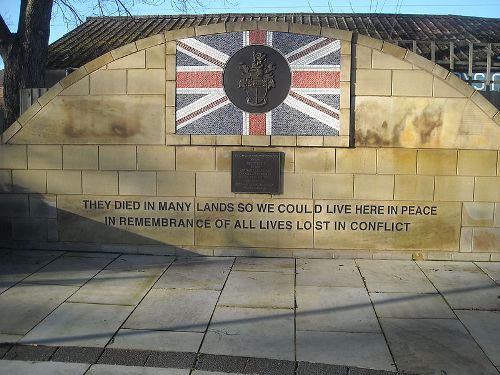 THEY DIED IN MANY LANDS SO WE COULD LIVE HERE IN PEACE
IN REMEMBRANCE OF ALL LIVES LOST IN CONFLICT